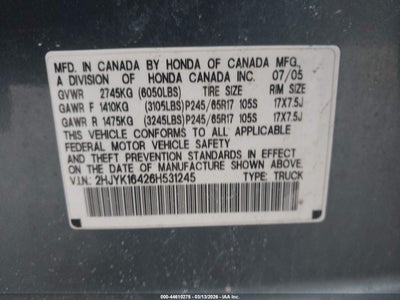 MFD. IN CANADA BY HONDA OF CANADA MFG.,
A DIVISION OF HONDA CANADA INC. 07/05
GVWR 2745KG (6050LBS) TIRE SIZE RIM SIZE
GAWR F 1410KG (3105LBS) P245/65R17 105S 17X7.5J
GAWR R 1475KG (3245LBS) P245/65R17 105S 17X7.5J
THIS VEHICLE CONFORMS TO ALL APPLICABLE
FEDERAL MOTOR VEHICLE SAFETY
AND THEFT PREVENTION STANDARDS IN EFFECT
ON THE DATE OF MANUFACTURE SHOWN ABOVE.
V.I.N.: 2HJYK16426H531245 TYPE: TRUCK
000-44610275 - 03/13/2026 - IAA Inc.